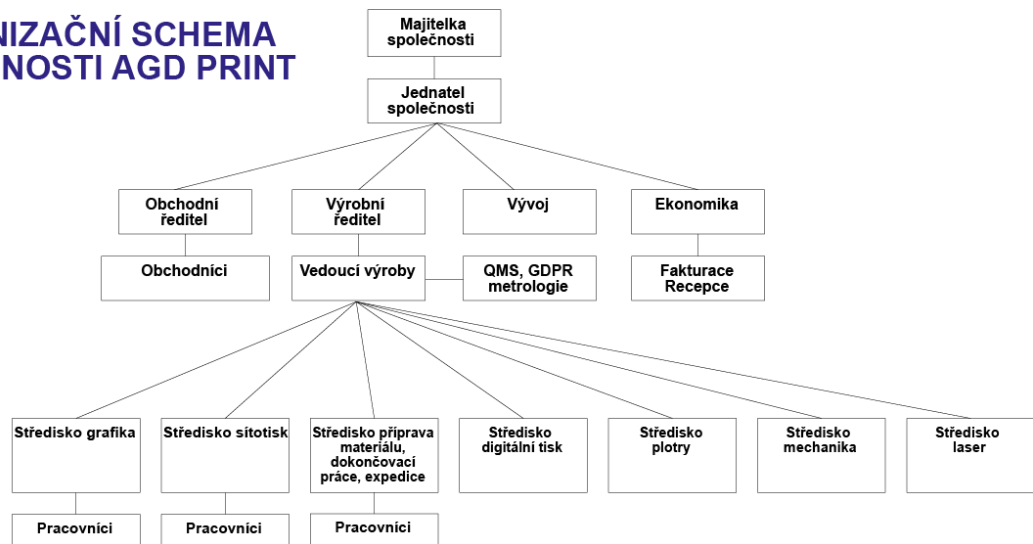 NIZAČNÍ SCHEMA
NOSTI AGD PRINT
Majitelka
společnosti
Jednatel
společnosti
Obchodní
ředitel
Výrobní
ředitel
Vývoj
Ekonomika
Obchodníci
Vedoucí výroby
QMS, GDPR
metrologie
Fakturace
Recepce
Středisko grafika
Středisko sítotisk
Středisko příprava
materiálu,
dokončovací
práce, expedice
Středisko
digitální tisk
Středisko
plotry
Středisko
mechanika
Středisko
laser
Pracovníci
Pracovníci
Pracovníci